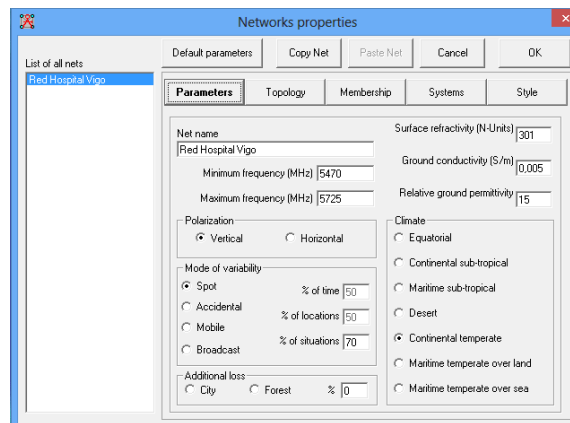 Networks properties
Default parameters Copy Net Paste Net Cancel OK
List of all nets
Red Hospital Vigo
Parameters Topology Membership Systems Style
Net name
Red Hospital Vigo
Minimum frequency (MHz) 5470
Maximum frequency (MHz) 5725
Surface refractivity (N-Units) 301
Ground conductivity (S/m) 0,005
Relative ground permittivity 15
Polarization
Vertical Horizontal
Mode of variability
Spot
Accidental
Mobile
Broadcast
% of time 50
% of locations 50
% of situations 70
Additional loss
City Forest % 0
Climate
Equatorial
Continental sub-tropical
Maritime sub-tropical
Desert
Continental temperate
Maritime temperate over land
Maritime temperate over sea